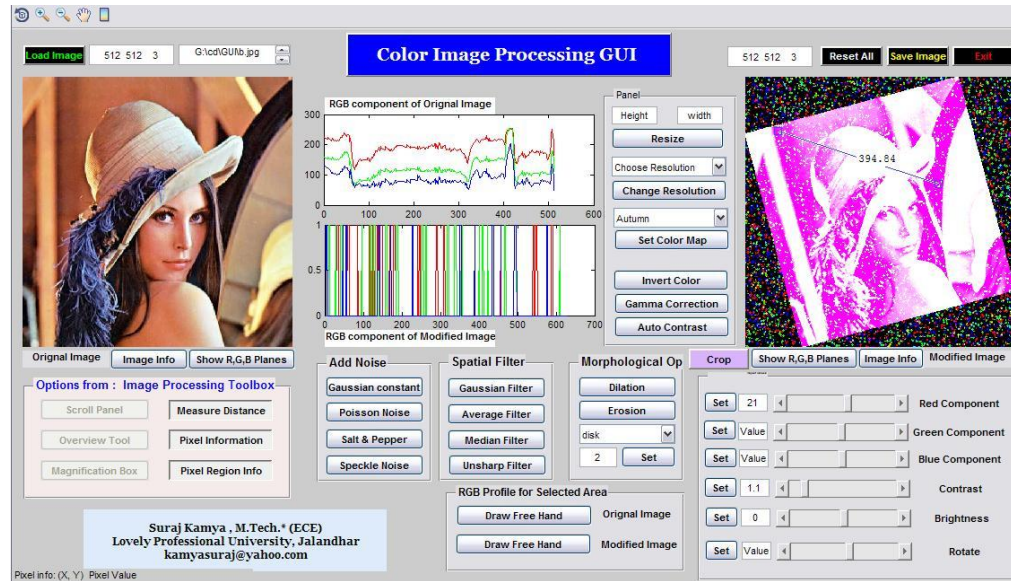 Load Image
512 512 3
G:\cd\GUI\b.jpg
Color Image Processing GUI
512 512 3
Reset All
Save Image
Exit
RGB component of Orignal Image
300
200
100
0
0 100 200 300 400 500 600
1
0.5
0
0 100 200 300 400 500 600 700
RGB component of Modified Image
Panel
Height
width
Resize
Choose Resolution
Change Resolution
Autumn
Set Color Map
Invert Color
Gamma Correction
Auto Contrast
394.84
Orignal Image
Image Info
Show R,G,B Planes
Crop
Show R,G,B Planes
Image Info
Modified Image
Options from : Image Processing Toolbox
Scroll Panel
Measure Distance
Overview Tool
Pixel Information
Magnification Box
Pixel Region Info
Add Noise
Gaussian constant
Poisson Noise
Salt & Pepper
Speckle Noise
Spatial Filter
Gaussian Filter
Average Filter
Median Filter
Unsharp Filter
Morphological Op
Dilation
Erosion
disk
2
Set
Set 21 Red Component
Set Value Green Component
Set Value Blue Component
Set 1.1 Contrast
Set 0 Brightness
Set Value Rotate
RGB Profile for Selected Area
Draw Free Hand Orignal Image
Draw Free Hand Modified Image
Suraj Kamya , M.Tech.* (ECE)
Lovely Professional University, Jalandhar
kamyasuraj@yahoo.com
Pixel info: (X, Y) Pixel Value